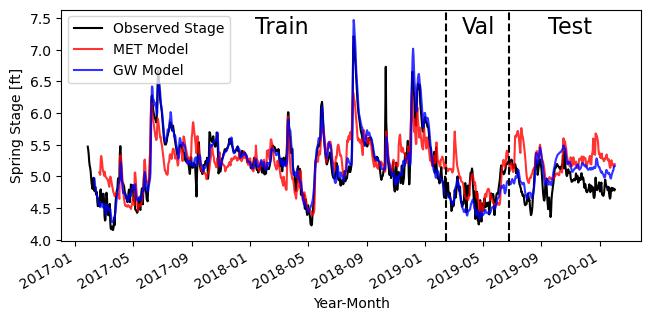 Train
Val
Test
Observed Stage
MET Model
GW Model
Spring Stage [ft]
7.5
7.0
6.5
6.0
5.5
5.0
4.5
4.0
2017-01
2017-05
2017-09
2018-01
2018-05
2018-09
2019-01
2019-05
2019-09
2020-01
Year-Month